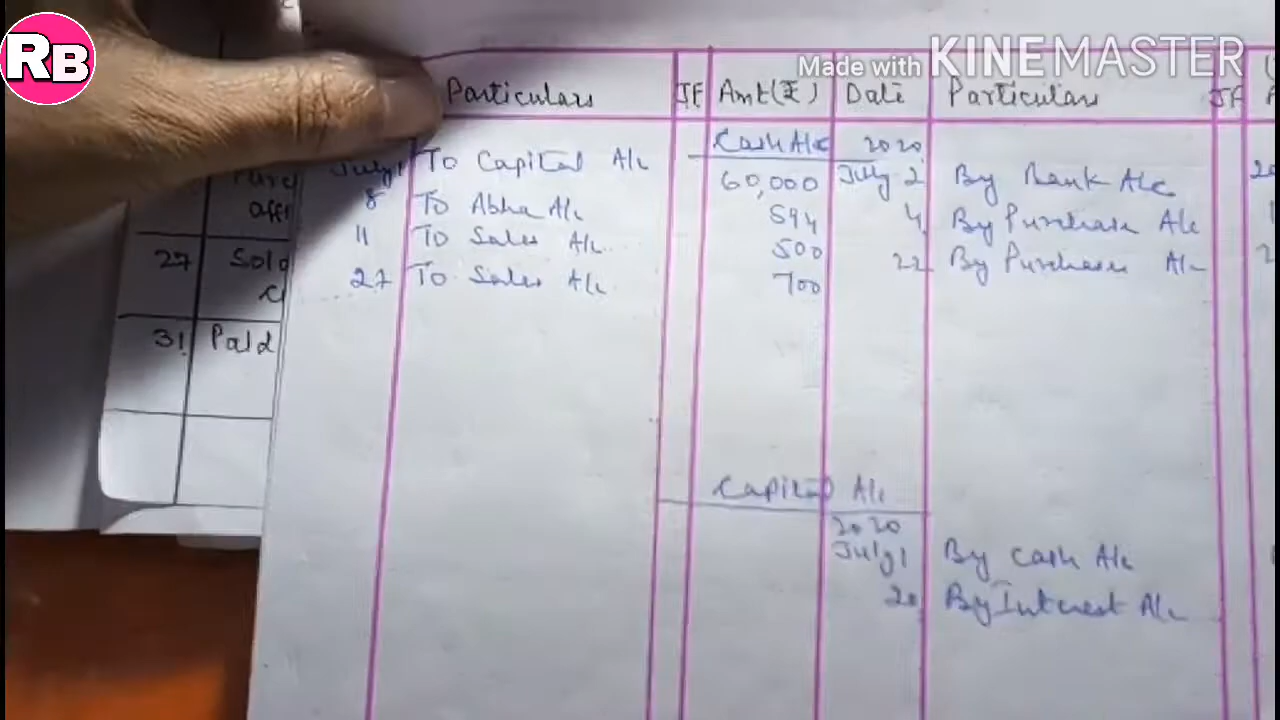 RB
Made with KINEMASTER
Particulars JF Amt(₹) Date Particulars JF
Cash A/c 2020
July 1 To Capital A/c 60,000 July 2 By Bank A/c
8 To Abha A/c 594 4 By Purchase A/c
11 To Sales A/c 500 22 By Purchases A/c
27 To Sales A/c 700
27 Sold
31 Paid
Capital A/c
2020
July 1 By Cash A/c
20 By Interest A/c